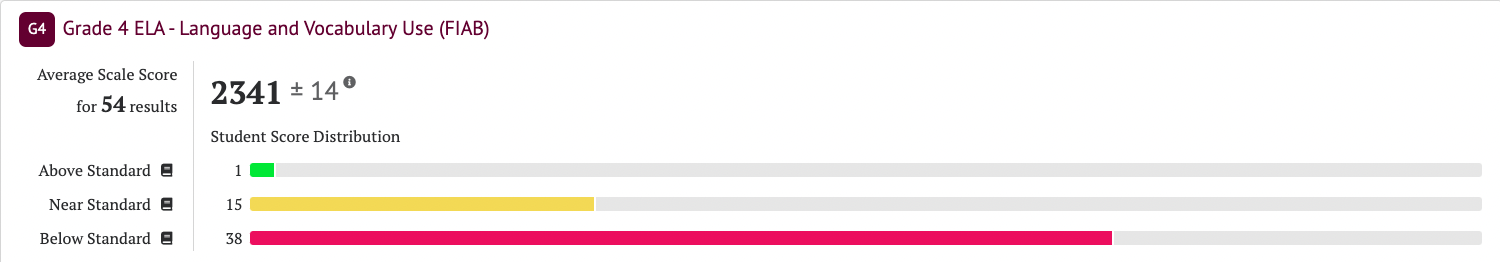 G4 Grade 4 ELA - Language and Vocabulary Use (FIAB)
Average Scale Score
for 54 results
2341 ± 14
Student Score Distribution
Above Standard 1
Near Standard 15
Below Standard 38